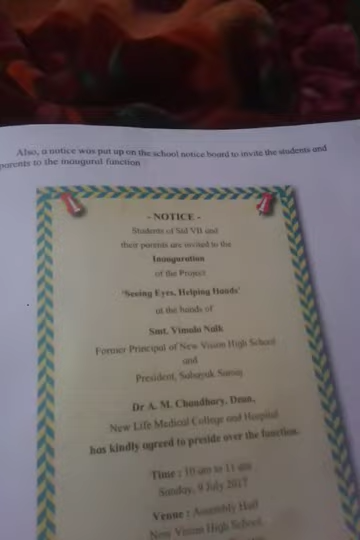 Also, a notice was put up on the school notice board to invite the students and
parents to the inaugural function
- NOTICE -
Students of Std VII and
their parents are invited to the
Inauguration
of the Project
'Seeing Eyes, Helping Hands'
at the hands of
Smt. Vimala Naik
Former Principal of New Vision High School
and
President, Sahayak Samaj
Dr A. M. Choudhary, Dean,
New Life Medical College and Hospital
has kindly agreed to preside over the function.
Time : 10 am to 11 am
Sunday, 9 July 2017
Venue : Assembly Hall
New Vision High School,